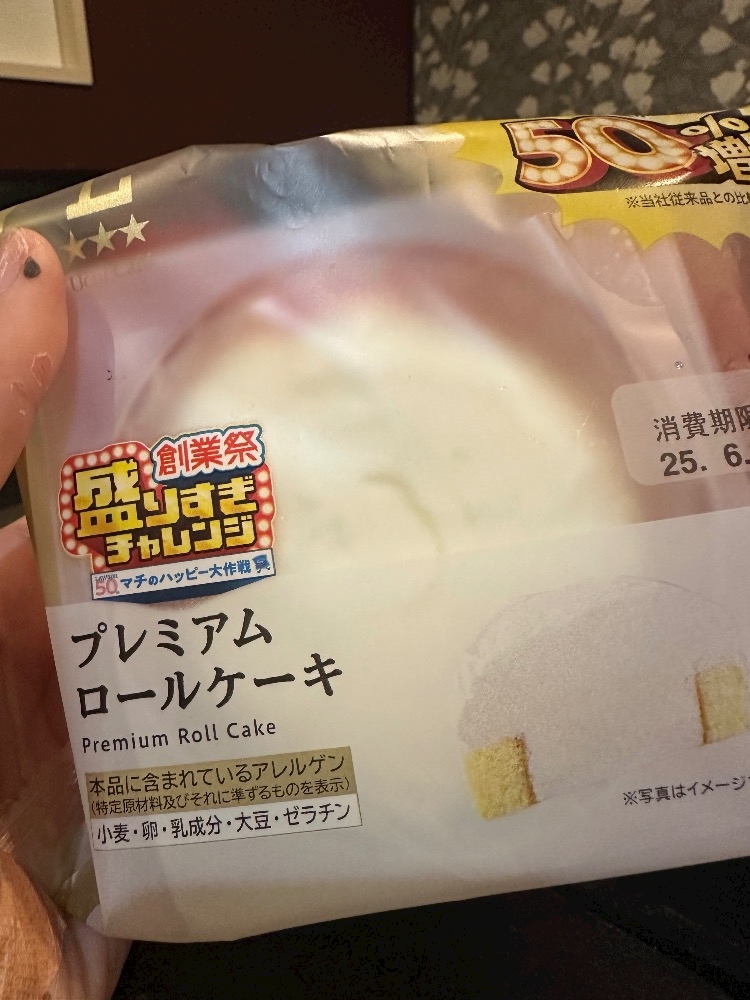 50%増
※当社従来品との比
消費期限
25. 6.
創業祭
盛りすぎ
チャレンジ
50 マチのハッピー大作戦
プレミアム
ロールケーキ
Premium Roll Cake
本品に含まれているアレルゲン
(特定原材料及びそれに準ずるものを表示)
小麦・卵・乳成分・大豆・ゼラチン
※写真はイメージ